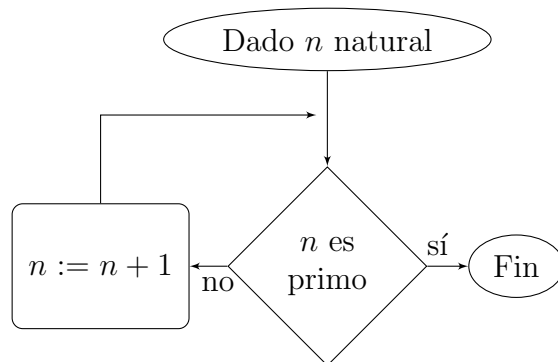 Dado n natural
n es
primo
sí
Fin
no
n := n + 1